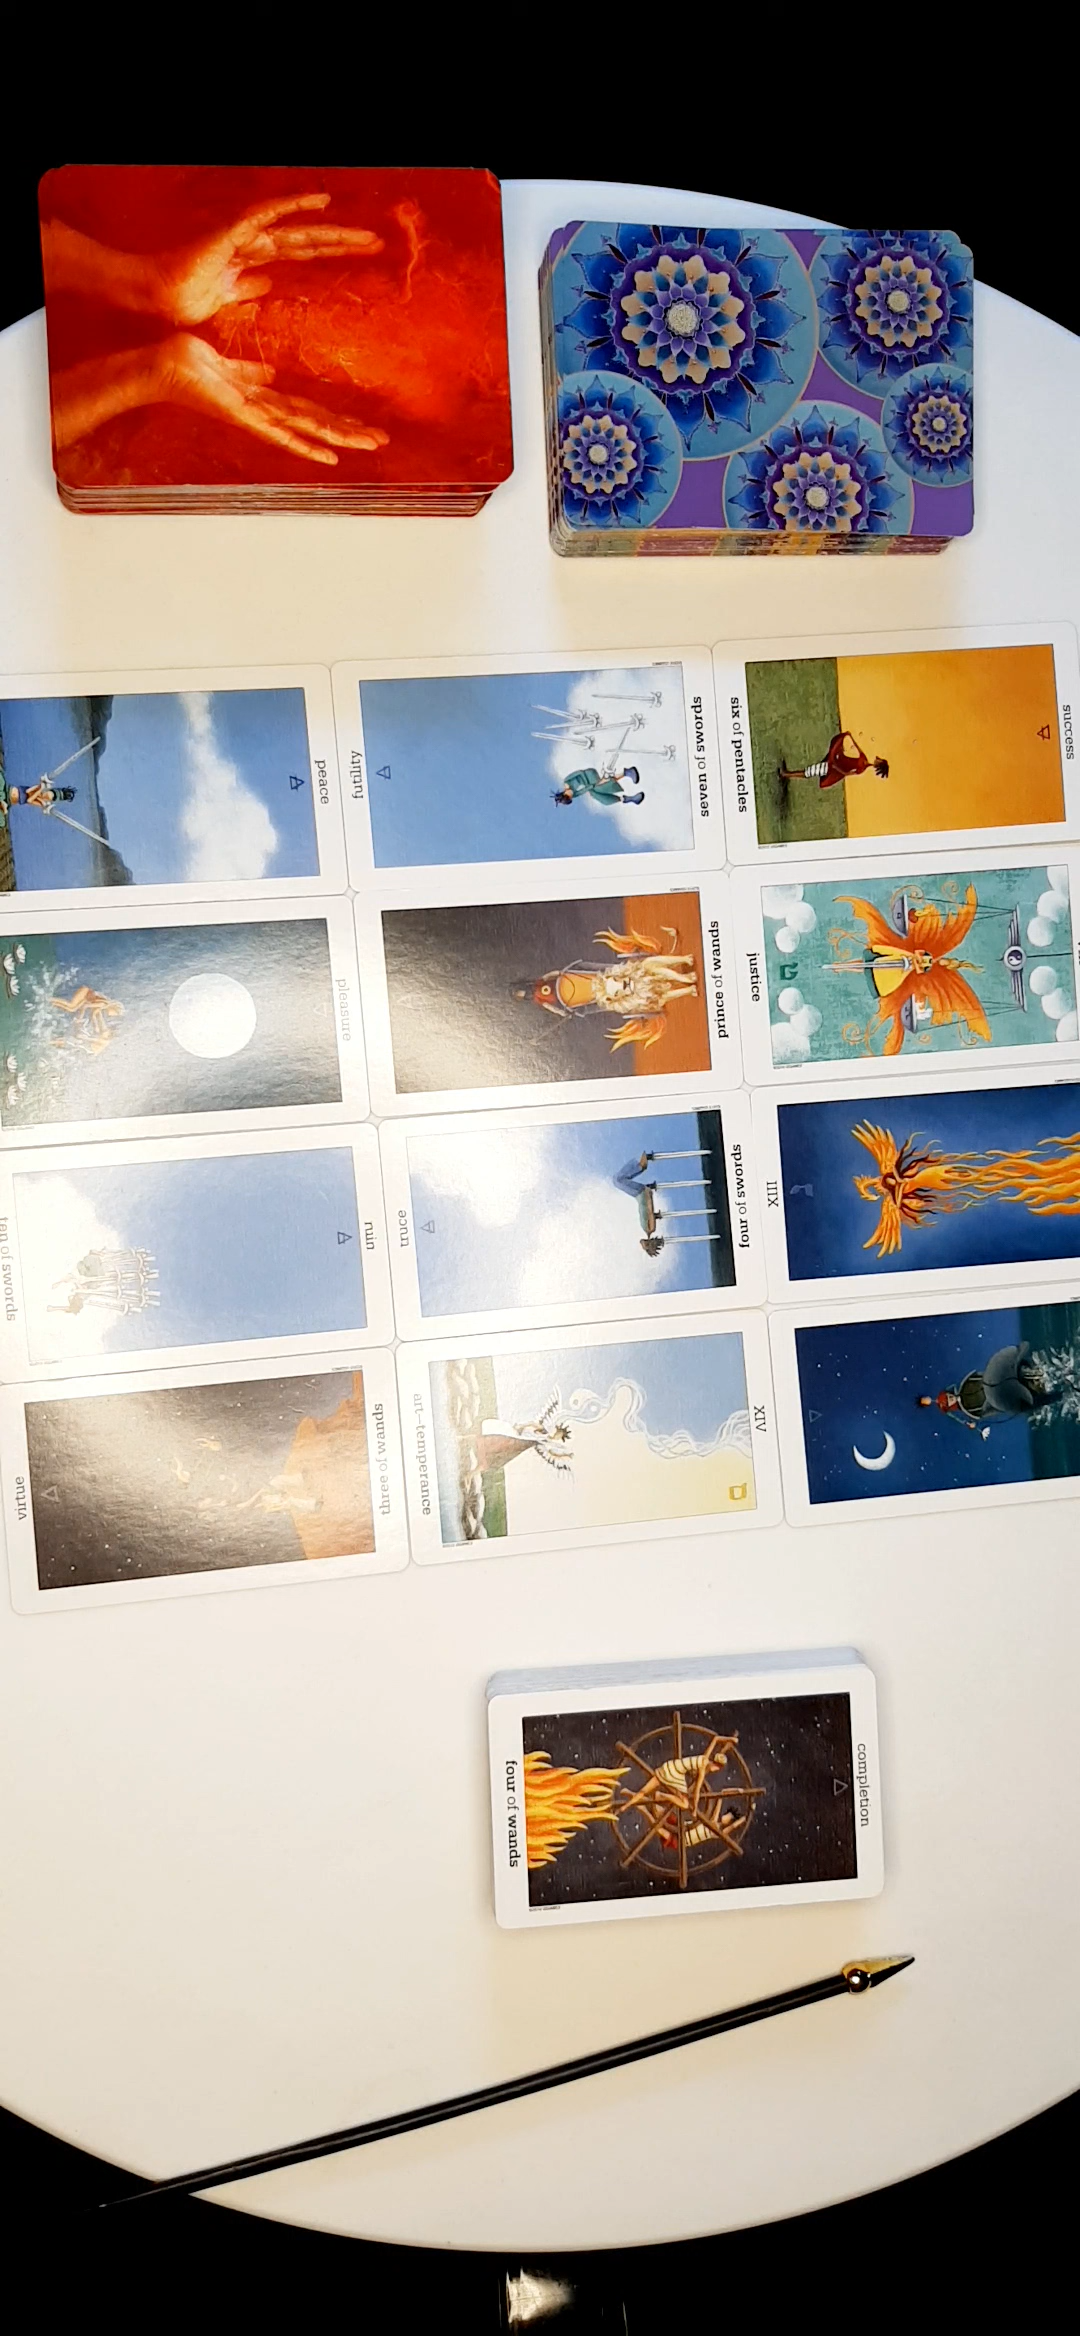 peace
futility
seven of swords
six of pentacles
success
pleasure
prince of wands
justice
ten of swords
ruin
truce
four of swords
XIII
virtue
three of wands
art-temperance
XIV
four of wands
completion